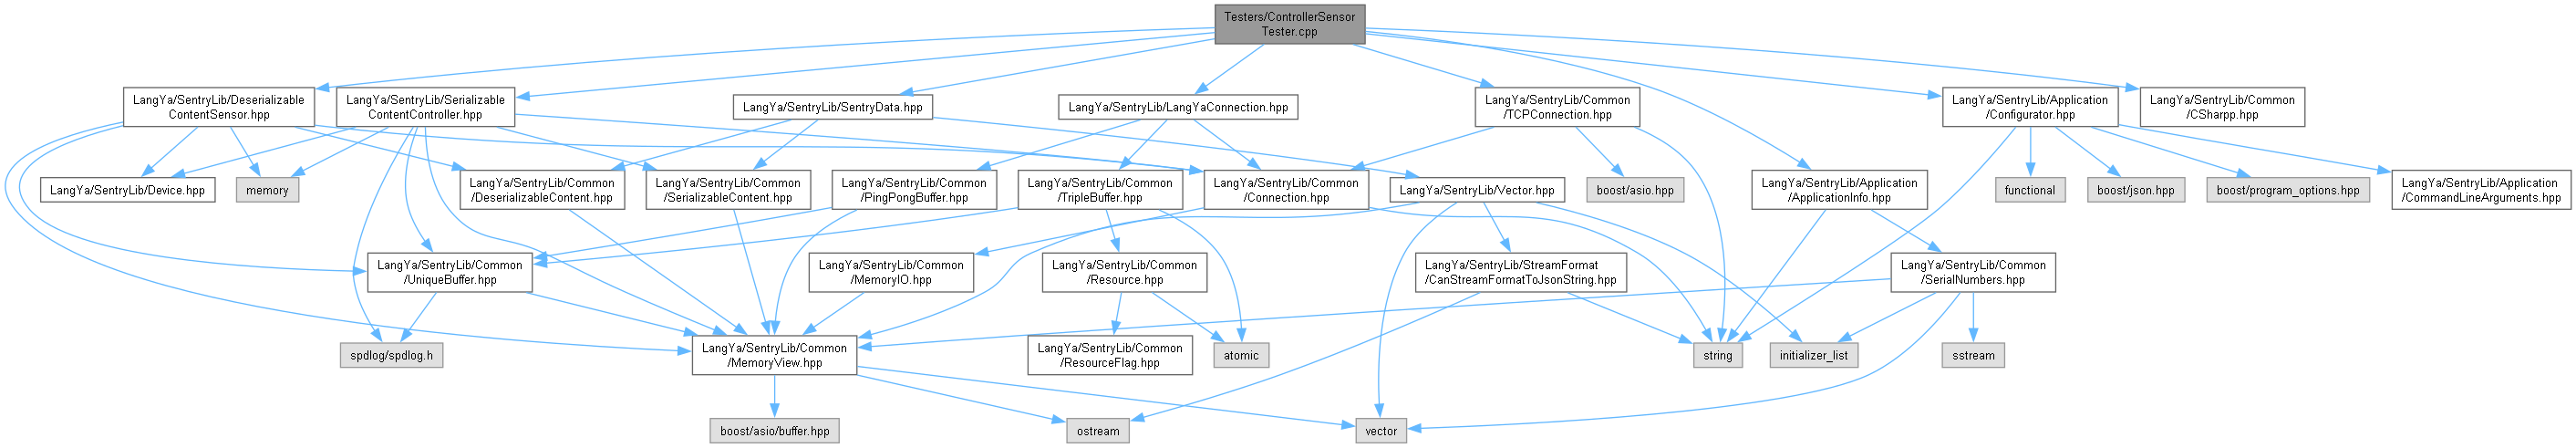 Testers/ControllerSensor
Tester.cpp
LangYa/SentryLib/Deserializable
ContentSensor.hpp
LangYa/SentryLib/Serializable
ContentController.hpp
LangYa/SentryLib/SentryData.hpp
LangYa/SentryLib/LangYaConnection.hpp
LangYa/SentryLib/Common
/TCPConnection.hpp
LangYa/SentryLib/Application
/Configurator.hpp
LangYa/SentryLib/Common
/CSharpp.hpp
LangYa/SentryLib/Device.hpp
memory
LangYa/SentryLib/Common
/DeserializableContent.hpp
LangYa/SentryLib/Common
/SerializableContent.hpp
LangYa/SentryLib/Common
/PingPongBuffer.hpp
LangYa/SentryLib/Common
/TripleBuffer.hpp
LangYa/SentryLib/Common
/Connection.hpp
LangYa/SentryLib/Vector.hpp
boost/asio.hpp
LangYa/SentryLib/Application
/ApplicationInfo.hpp
functional
boost/json.hpp
boost/program_options.hpp
LangYa/SentryLib/Application
/CommandLineArguments.hpp
LangYa/SentryLib/Common
/UniqueBuffer.hpp
LangYa/SentryLib/Common
/MemoryIO.hpp
LangYa/SentryLib/Common
/Resource.hpp
LangYa/SentryLib/StreamFormat
/CanStreamFormatToJsonString.hpp
LangYa/SentryLib/Common
/SerialNumbers.hpp
spdlog/spdlog.h
LangYa/SentryLib/Common
/MemoryView.hpp
LangYa/SentryLib/Common
/ResourceFlag.hpp
atomic
string
initializer_list
sstream
boost/asio/buffer.hpp
ostream
vector